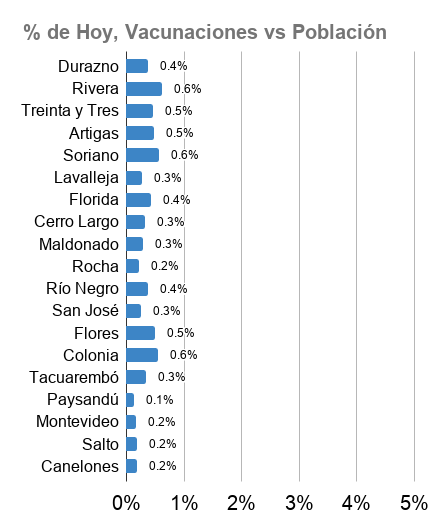 % de Hoy, Vacunaciones vs Población
Durazno 0.4%
Rivera 0.6%
Treinta y Tres 0.5%
Artigas 0.5%
Soriano 0.6%
Lavalleja 0.3%
Florida 0.4%
Cerro Largo 0.3%
Maldonado 0.3%
Rocha 0.2%
Río Negro 0.4%
San José 0.3%
Flores 0.5%
Colonia 0.6%
Tacuarembó 0.3%
Paysandú 0.1%
Montevideo 0.2%
Salto 0.2%
Canelones 0.2%
0% 1% 2% 3% 4% 5%